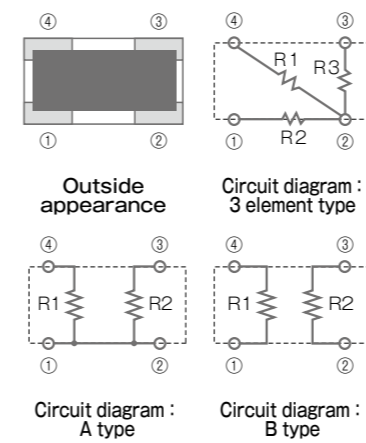 ④ ③
① ②
Outside
appearance
④ ③
R1 R3
① R2 ②
Circuit diagram :
3 element type
④ ③
R1 R2
① ②
Circuit diagram :
A type
④ ③
R1 R2
① ②
Circuit diagram :
B type